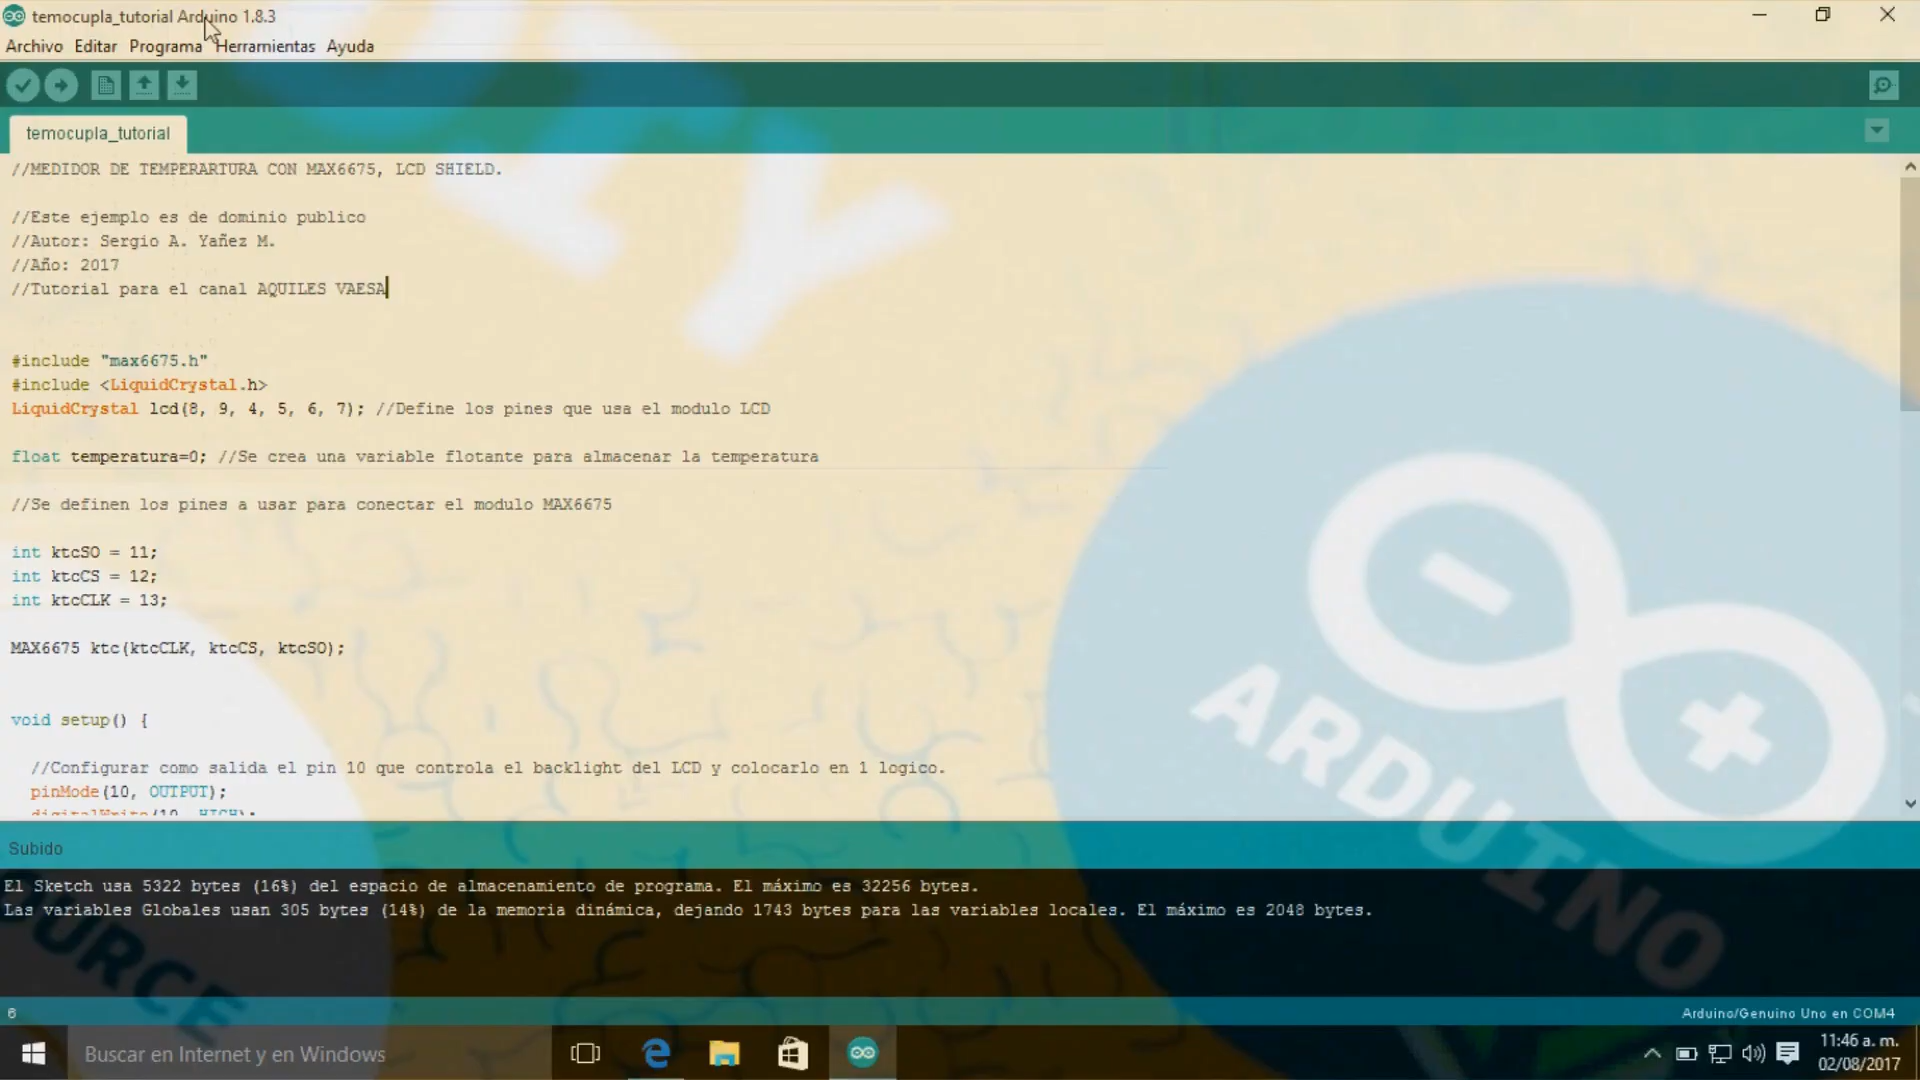 temocupla_tutorial Arduino 1.8.3
Archivo Editar Programa Herramientas Ayuda
temocupla_tutorial
//MEDIDOR DE TEMPERARTURA CON MAX6675, LCD SHIELD.
//Este ejemplo es de dominio publico
//Autor: Sergio A. Yañez M.
//Año: 2017
//Tutorial para el canal AQUILES VAESA
#include "max6675.h"
#include <LiquidCrystal.h>
LiquidCrystal lcd(8, 9, 4, 5, 6, 7); //Define los pines que usa el modulo LCD
float temperatura=0; //Se crea una variable flotante para almacenar la temperatura
//Se definen los pines a usar para conectar el modulo MAX6675
int ktcSO = 11;
int ktcCS = 12;
int ktcCLK = 13;
MAX6675 ktc(ktcCLK, ktcCS, ktcSO);
void setup() {
//Configurar como salida el pin 10 que controla el backlight del LCD y colocarlo en 1 logico.
pinMode(10, OUTPUT);
digitalWrite(10, HIGH);
ARDUINO
Subido
El Sketch usa 5322 bytes (16%) del espacio de almacenamiento de programa. El máximo es 32256 bytes.
Las variables Globales usan 305 bytes (14%) de la memoria dinámica, dejando 1743 bytes para las variables locales. El máximo es 2048 bytes.
OURCE
6
Arduino/Genuino Uno en COM4
Buscar en Internet y en Windows
11:46 a. m.
02/08/2017